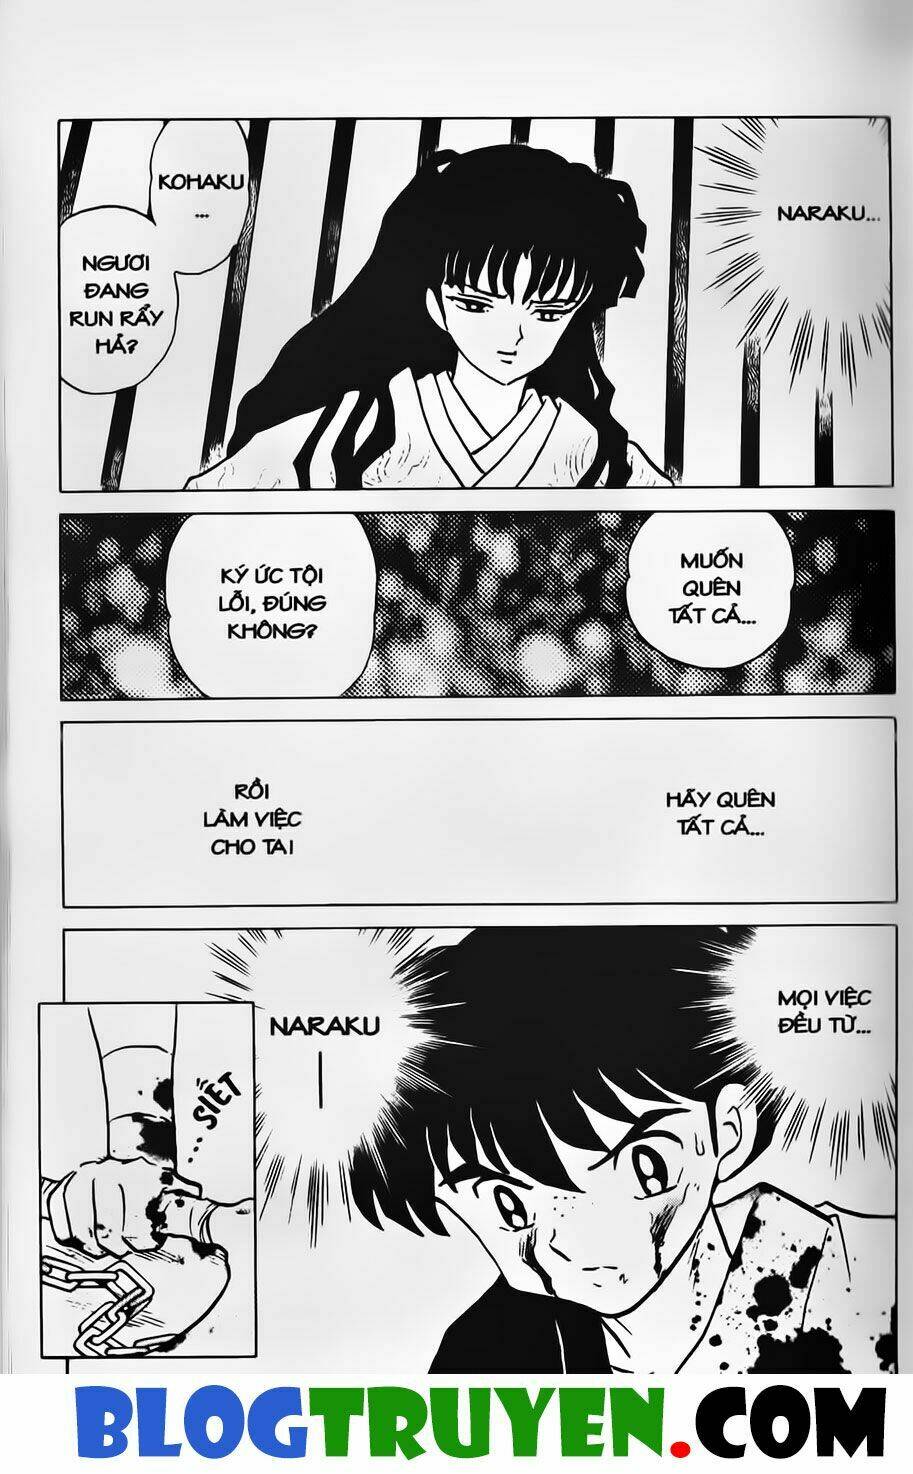 NARAKU...
KOHAKU
...
NGƯƠI
ĐANG
RUN RẨY
HẢ?
MUỐN
QUÊN
TẤT CẢ...
KÝ ỨC TỘI
LỖI, ĐÚNG
KHÔNG?
HÃY QUÊN
TẤT CẢ...
RỒI
LÀM VIỆC
CHO TA!
MỌI VIỆC
ĐỀU TỪ...
NARAKU
—
... SIẾT
BLOGTRUYEN.COM